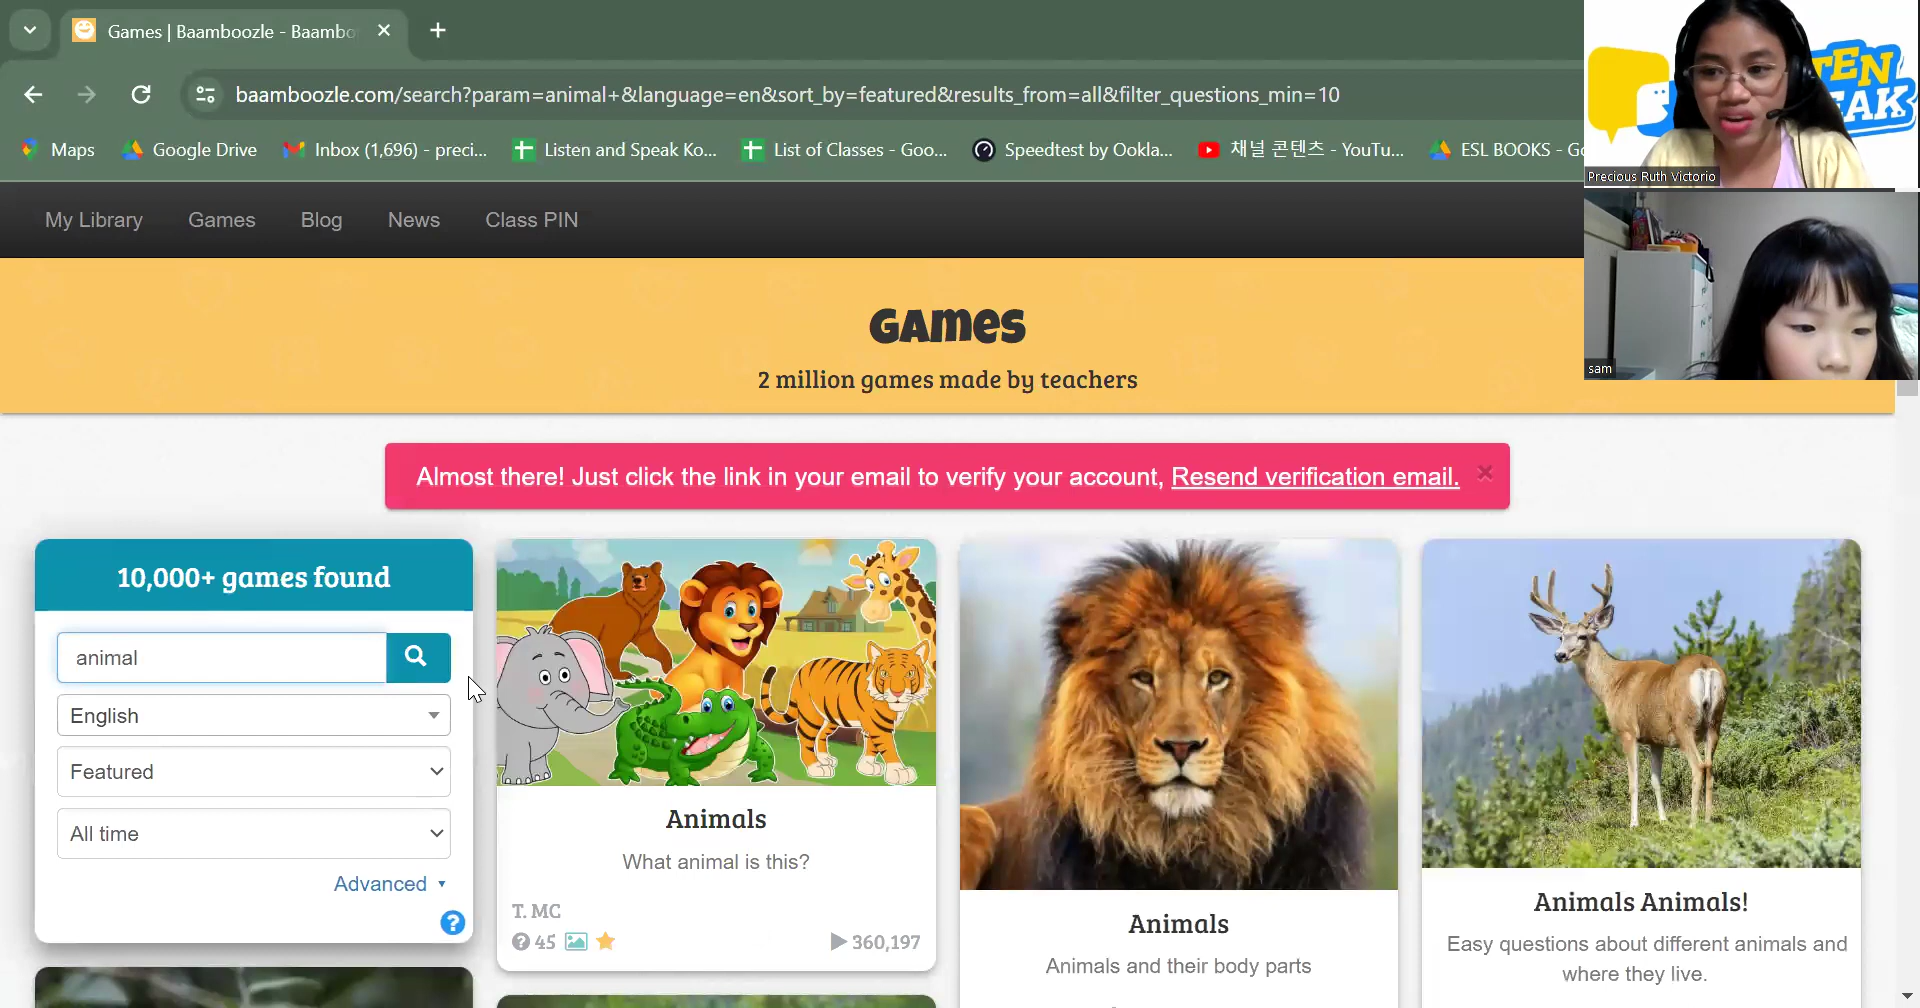 Games | Baamboozle - Baambo
baamboozle.com/search?param=animal+&language=en&sort_by=featured&results_from=all&filter_questions_min=10
Maps
Google Drive
Inbox (1,696) - preci...
Listen and Speak Ko...
List of Classes - Goo...
Speedtest by Ookla...
채널 콘텐츠 - YouTu...
ESL BOOKS - Go
TEN
EAK
Precious Ruth Victorio
sam
My Library
Games
Blog
News
Class PIN
Games
2 million games made by teachers
Almost there! Just click the link in your email to verify your account, Resend verification email.
10,000+ games found
animal
English
Featured
All time
Advanced
Animals
What animal is this?
T. MC
45
360,197
Animals
Animals and their body parts
Animals Animals!
Easy questions about different animals and
where they live.